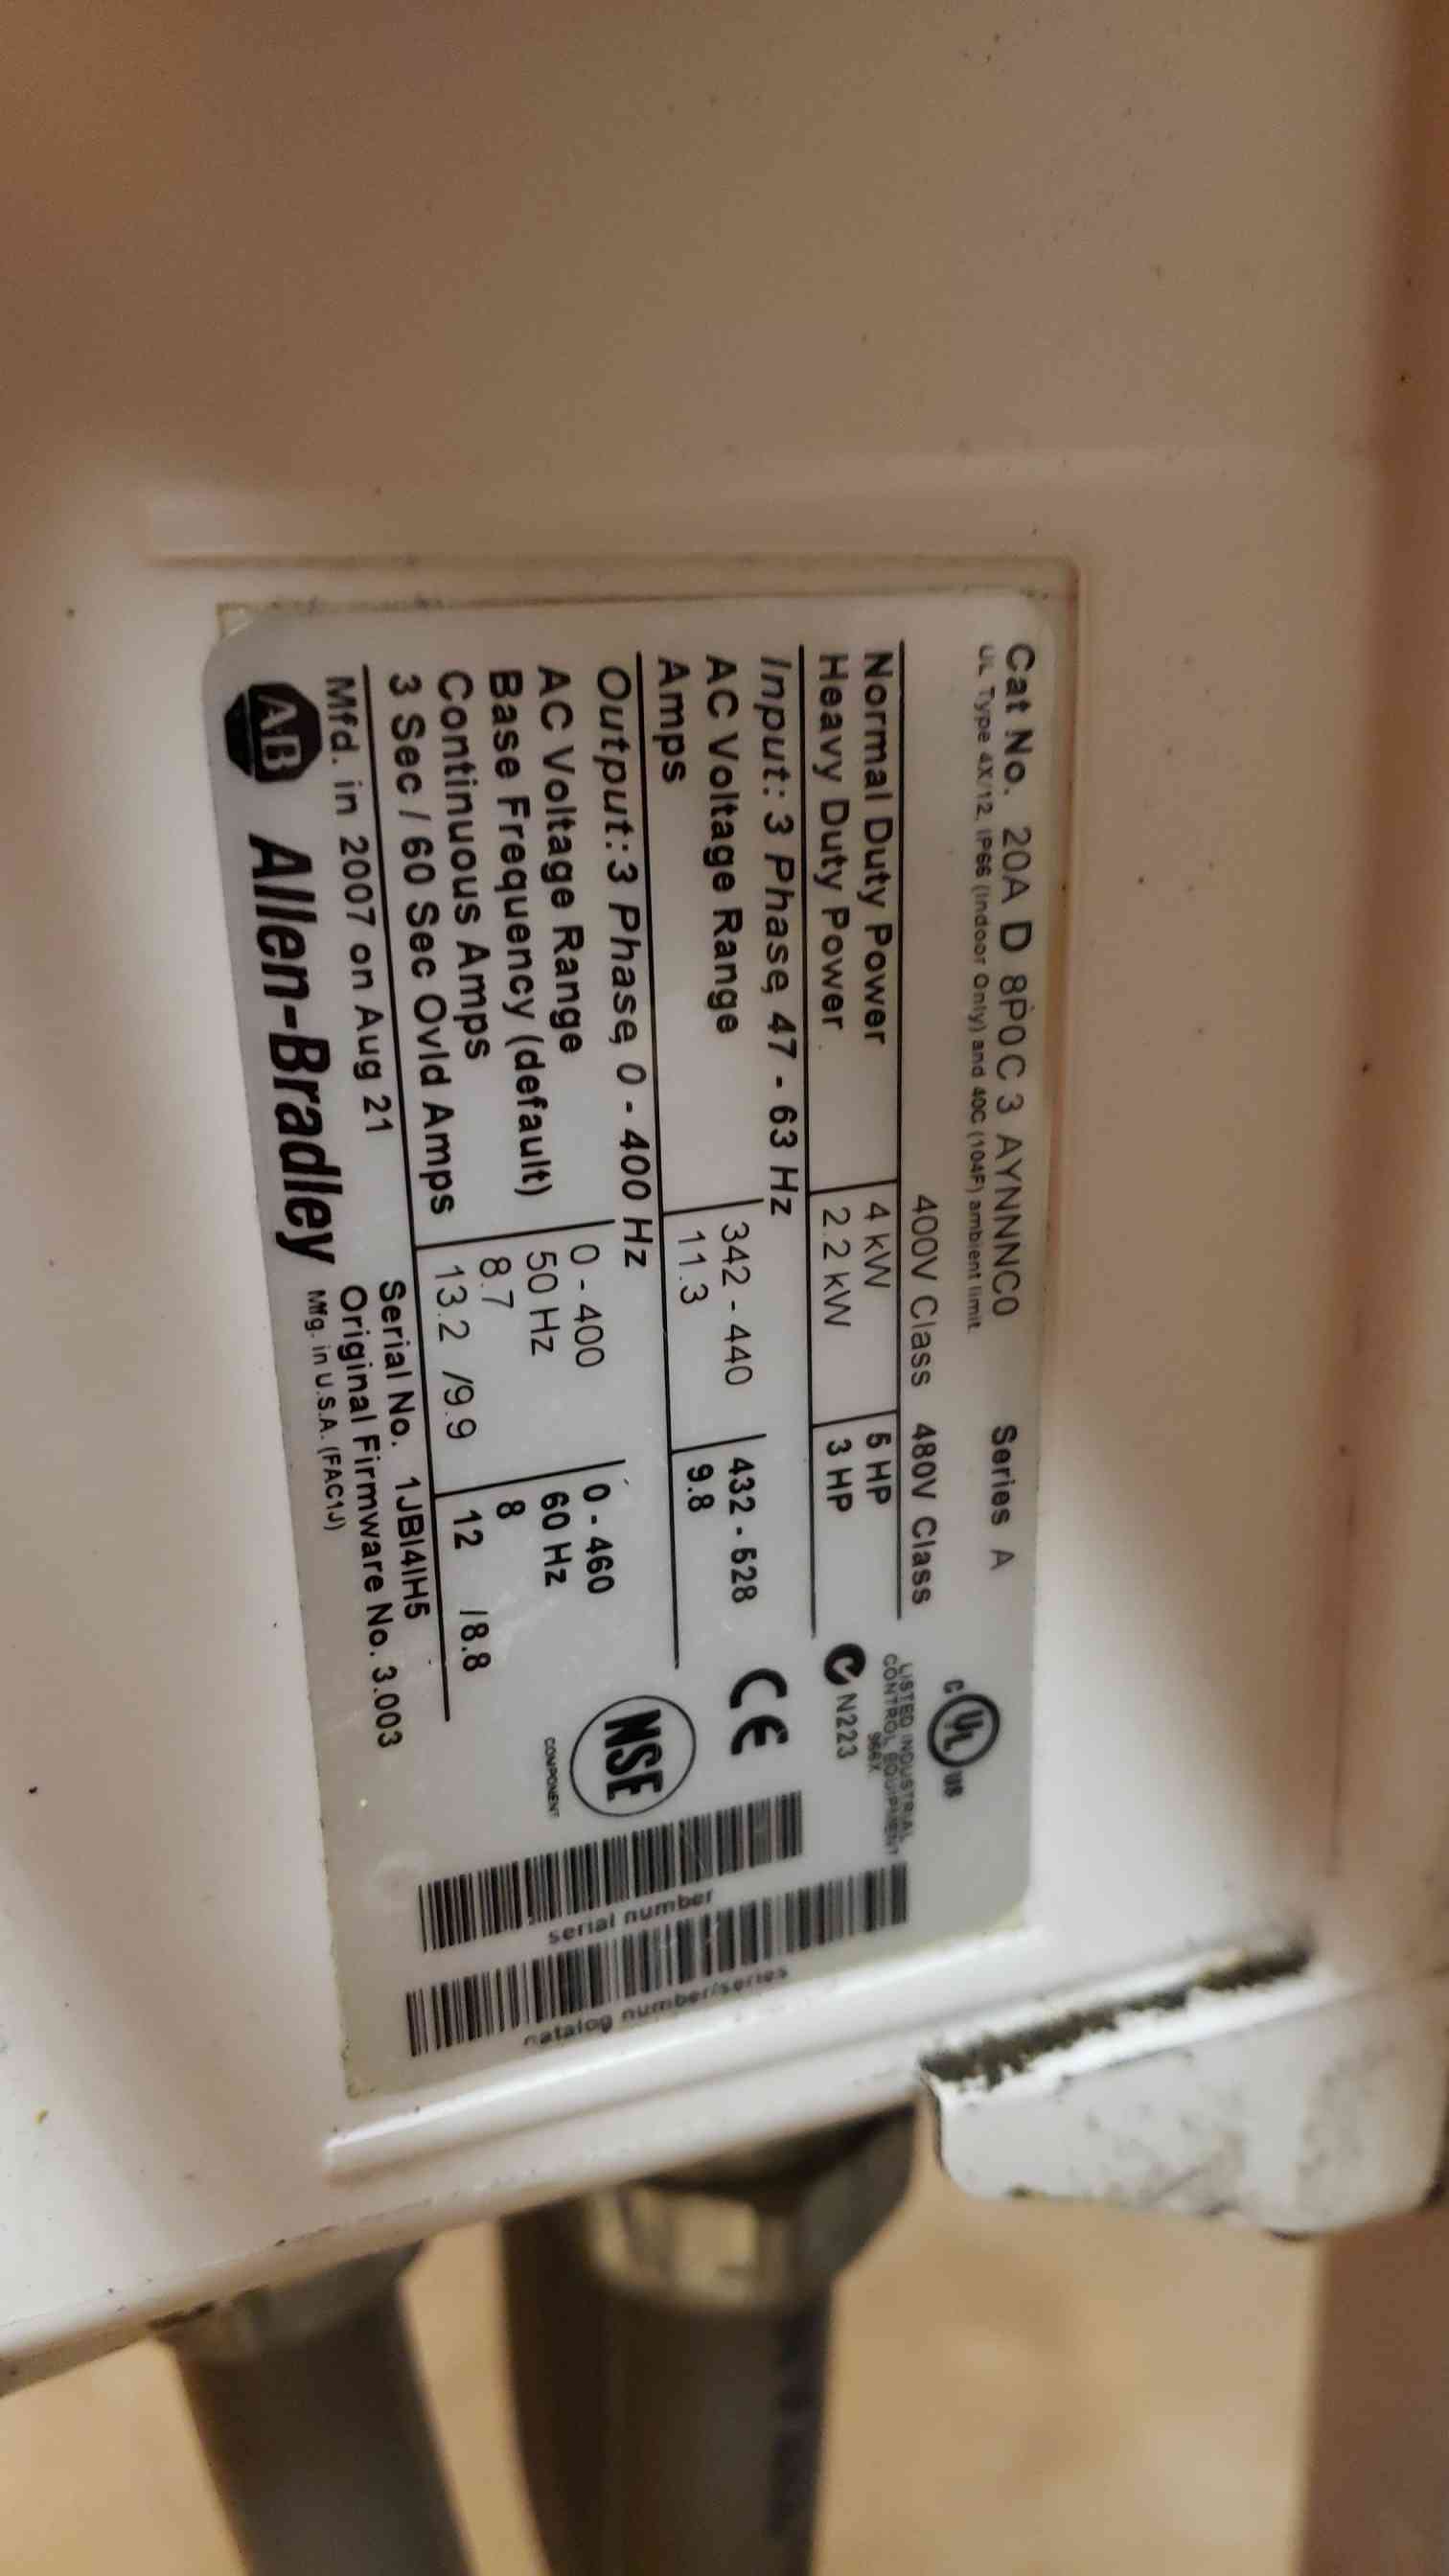 Cat No. 20A D 8P0 C 3 AYNNNC0 Series A
UL Type 4X/12, IP66 (Indoor Only) and 40C (104F) ambient limit.
400V Class 480V Class
Normal Duty Power 4 kW 5 HP
Heavy Duty Power 2.2 kW 3 HP
Input: 3 Phase, 47 - 63 Hz
AC Voltage Range 342 - 440 432 - 528
Amps 11.3 9.8
Output: 3 Phase, 0 - 400 Hz
AC Voltage Range 0 - 400 0 - 460
Base Frequency (default) 50 Hz 60 Hz
Continuous Amps 8.7 8
3 Sec / 60 Sec Ovld Amps 13.2 /9.9 12 /8.8
Mfd. in 2007 on Aug 21
Serial No. 1JBI4IH5
Original Firmware No. 3.003
AB Allen-Bradley
Mfg. in U.S.A. (FAC1J)
C UL US
LISTED INDUSTRIAL
CONTROL EQUIPMENT
966X
N223
CE
NSF
COMPONENT
serial number
catalog number/series